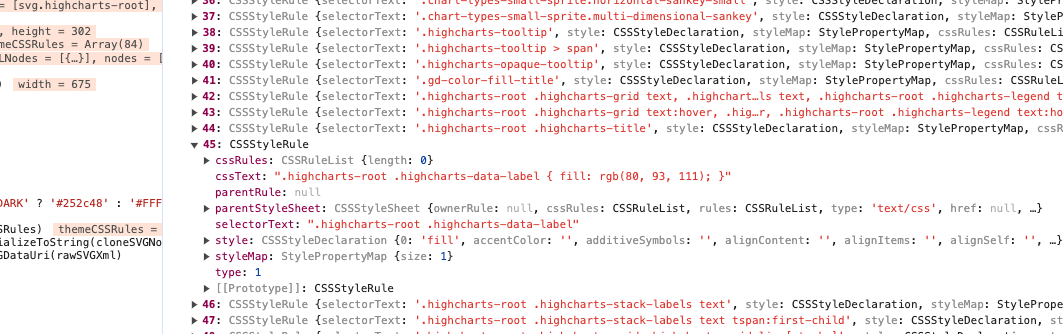 = [svg.highcharts-root],
, height = 302
meCSSRules = Array(84)
LNodes = [{…}], nodes = [
) width = 675
DARK' ? '#252c48' : '#FFF
SRules) themeCSSRules =
ializeToString(cloneSVGNo
GDataUri(rawSVGXml)
36: CSSStyleRule {selectorText: '.chart-types-small-sprite.horizontal-sankey-small', style: CSSStyleDeclaration, styleMap: StylePr
37: CSSStyleRule {selectorText: '.chart-types-small-sprite.multi-dimensional-sankey', style: CSSStyleDeclaration, styleMap: StyleP
38: CSSStyleRule {selectorText: '.highcharts-tooltip', style: CSSStyleDeclaration, styleMap: StylePropertyMap, cssRules: CSSRuleLi
39: CSSStyleRule {selectorText: '.highcharts-tooltip > span', style: CSSStyleDeclaration, styleMap: StylePropertyMap, cssRules: CS
40: CSSStyleRule {selectorText: '.highcharts-opaque-tooltip', style: CSSStyleDeclaration, styleMap: StylePropertyMap, cssRules: CS
41: CSSStyleRule {selectorText: '.gd-color-fill-title', style: CSSStyleDeclaration, styleMap: StylePropertyMap, cssRules: CSSRuleL
42: CSSStyleRule {selectorText: '.highcharts-root .highcharts-grid text, .highchart…ls text, .highcharts-root .highcharts-legend t
43: CSSStyleRule {selectorText: '.highcharts-root .highcharts-grid text:hover, .hig…r, .highcharts-root .highcharts-legend text:ho
44: CSSStyleRule {selectorText: '.highcharts-root .highcharts-title', style: CSSStyleDeclaration, styleMap: StylePropertyMap, cssR
45: CSSStyleRule
cssRules: CSSRuleList {length: 0}
cssText: ".highcharts-root .highcharts-data-label { fill: rgb(80, 93, 111); }"
parentRule: null
parentStyleSheet: CSSStyleSheet {ownerRule: null, cssRules: CSSRuleList, rules: CSSRuleList, type: 'text/css', href: null, …}
selectorText: ".highcharts-root .highcharts-data-label"
style: CSSStyleDeclaration {0: 'fill', accentColor: '', additiveSymbols: '', alignContent: '', alignItems: '', alignSelf: '', …}
styleMap: StylePropertyMap {size: 1}
type: 1
[[Prototype]]: CSSStyleRule
46: CSSStyleRule {selectorText: '.highcharts-root .highcharts-stack-labels text', style: CSSStyleDeclaration, styleMap: StylePrope
47: CSSStyleRule {selectorText: '.highcharts-root .highcharts-stack-labels text tspan:first-child', style: CSSStyleDeclaration, st